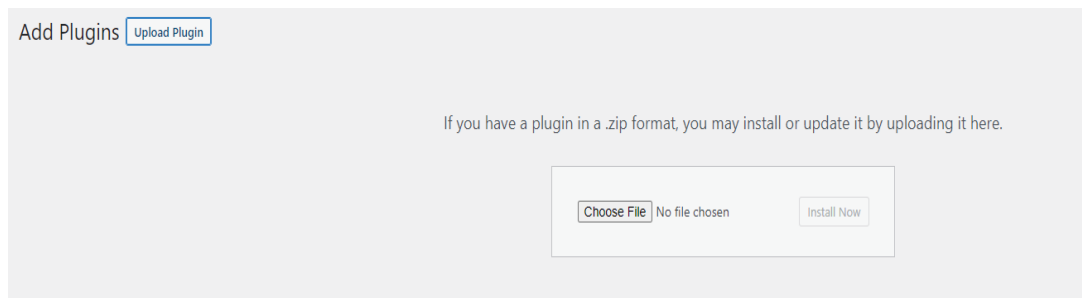 Add Plugins Upload Plugin
If you have a plugin in a .zip format, you may install or update it by uploading it here.
Choose File No file chosen Install Now